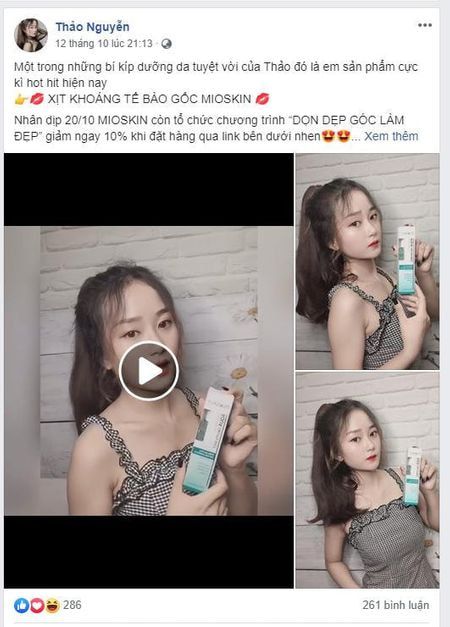 Thảo Nguyễn
12 tháng 10 lúc 21:13
Một trong những bí kíp dưỡng da tuyệt vời của Thảo đó là em sản phẩm cực
kì hot hit hiện nay
👉💋 XỊT KHOÁNG TẾ BÀO GỐC MIOSKIN 💋
Nhân dịp 20/10 MIOSKIN còn tổ chức chương trình “DỌN DẸP GÓC LÀM
ĐẸP” giảm ngay 10% khi đặt hàng qua link bên dưới nhen😍😍... Xem thêm
286
261 bình luận